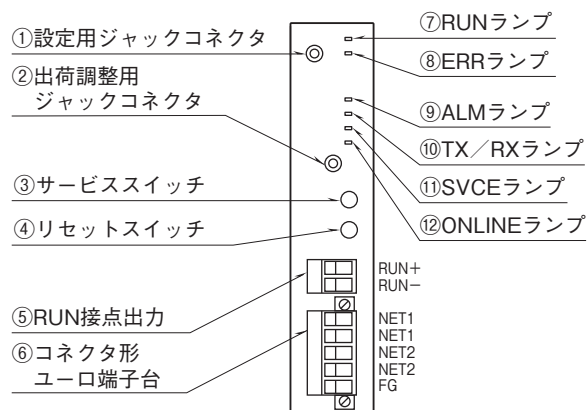 ①設定用ジャックコネクタ
②出荷調整用
ジャックコネクタ
③サービススイッチ
④リセットスイッチ
⑤RUN接点出力
⑥コネクタ形
ユーロ端子台
⑦RUNランプ
⑧ERRランプ
⑨ALMランプ
⑩TX／RXランプ
⑪SVCEランプ
⑫ONLINEランプ
RUN＋
RUN－
NET1
NET1
NET2
NET2
FG